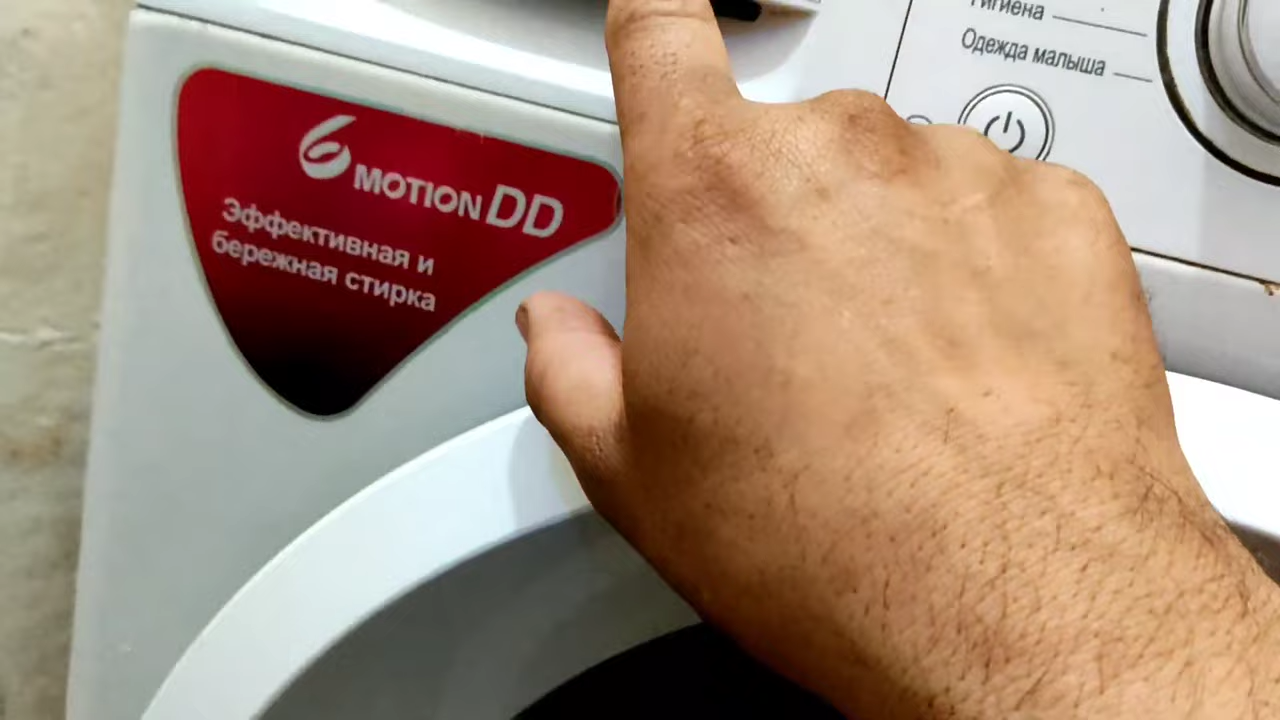 Гигиена
Одежда малыша
6 MOTION DD
Эффективная и
бережная стирка